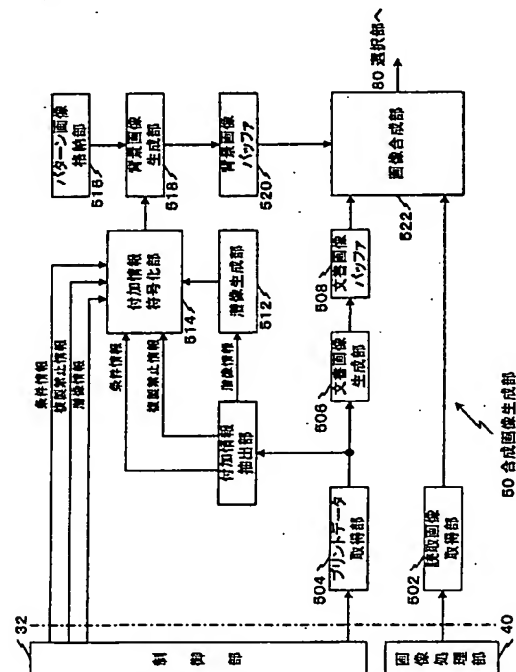 32
制御部
条件情報
複製禁止情報
潜像情報
パターン画像
格納部
516
背景画像
生成部
518
背景画像
バッファ
520
付加情報
符号化部
514
潜像生成部
512
条件情報
複製禁止情報
潜像情報
付加情報
抽出部
プリントデータ
取得部
504
文書画像
生成部
506
文書画像
バッファ
508
画像合成部
522
80 選択部へ
画像処理部
40
読取画像
取得部
502
50 合成画像生成部